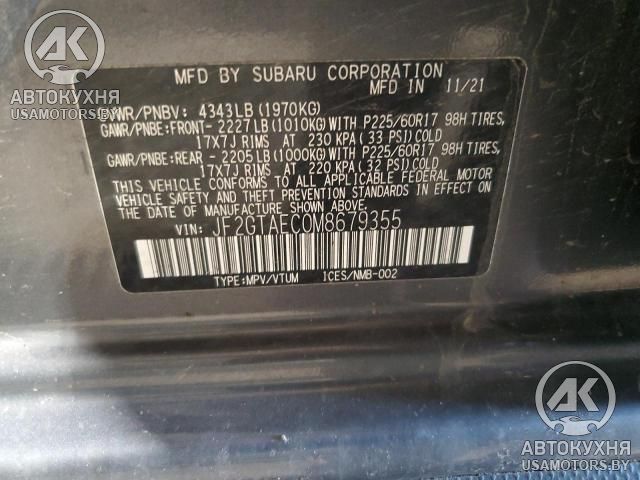 AK
АВТОКУХНЯ
USAMOTORS.BY
MFD BY SUBARU CORPORATION
MFD IN 11/21
GVWR/PNBV: 4343LB (1970KG)
GAWR/PNBE:FRONT- 2227LB (1010KG) WITH P225/60R17 98H TIRES,
17X7J RIMS AT 230 KPA ( 33 PSI) COLD
GAWR/PNBE:REAR - 2205LB (1000KG) WITH P225/60R17 98H TIRES,
17X7J RIMS AT 220 KPA ( 32 PSI) COLD
THIS VEHICLE CONFORMS TO ALL APPLICABLE FEDERAL MOTOR
VEHICLE SAFETY AND THEFT PREVENTION STANDARDS IN EFFECT ON
THE DATE OF MANUFACTURE SHOWN ABOVE.
VIN: JF2GTAEC0M8679355
TYPE:MPV/VTUM ICES/NMB-002
AK
АВТОКУХНЯ
USAMOTORS.BY